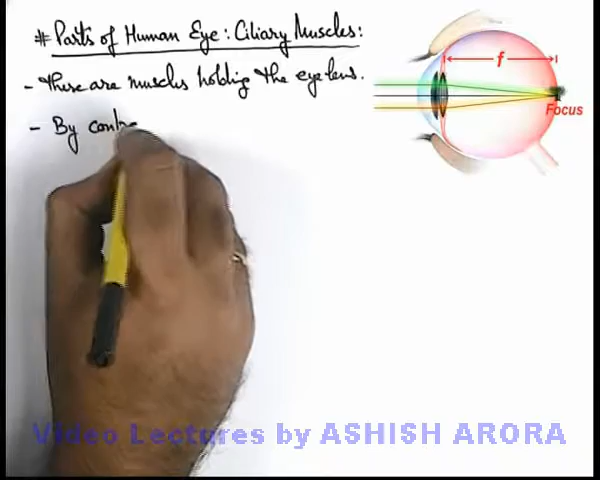 # Parts of Human Eye: Ciliary Muscles:
- These are muscles holding the eye lens.
- By cont
f
Focus
Video Lectures by ASHISH ARORA